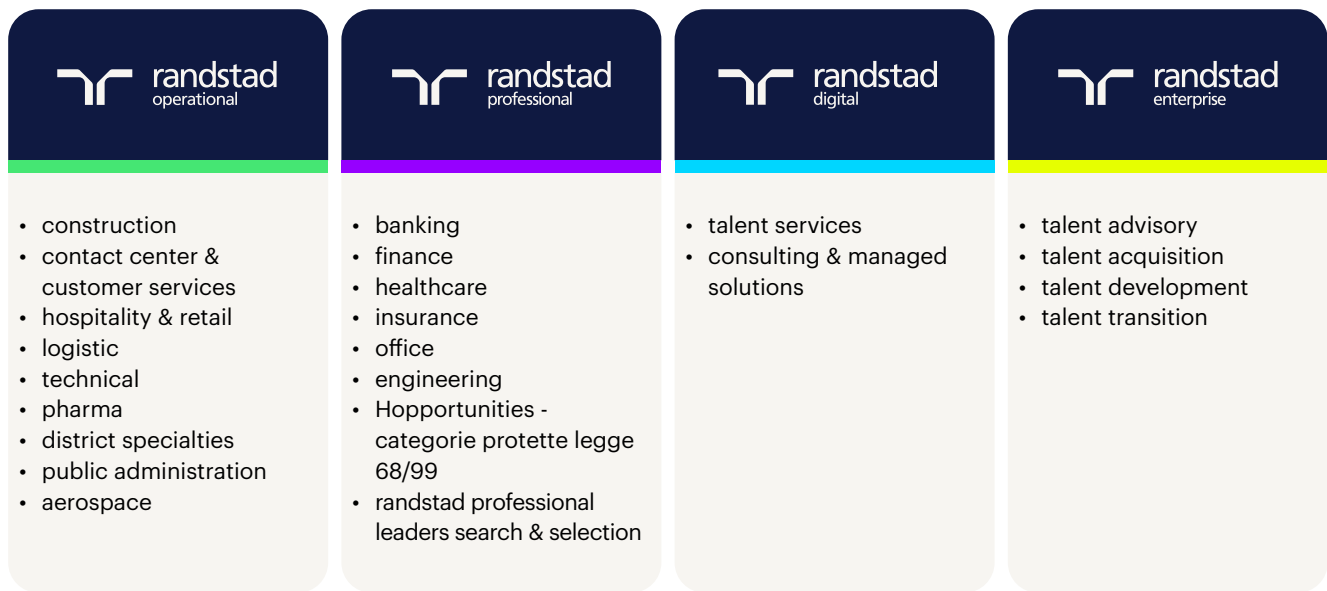 randstad
operational
construction
contact center &
customer services
hospitality & retail
logistic
technical
pharma
district specialties
public administration
aerospace
randstad
professional
banking
finance
healthcare
insurance
office
engineering
Hopportunities -
categorie protette legge
68/99
randstad professional
leaders search & selection
randstad
digital
talent services
consulting & managed
solutions
randstad
enterprise
talent advisory
talent acquisition
talent development
talent transition